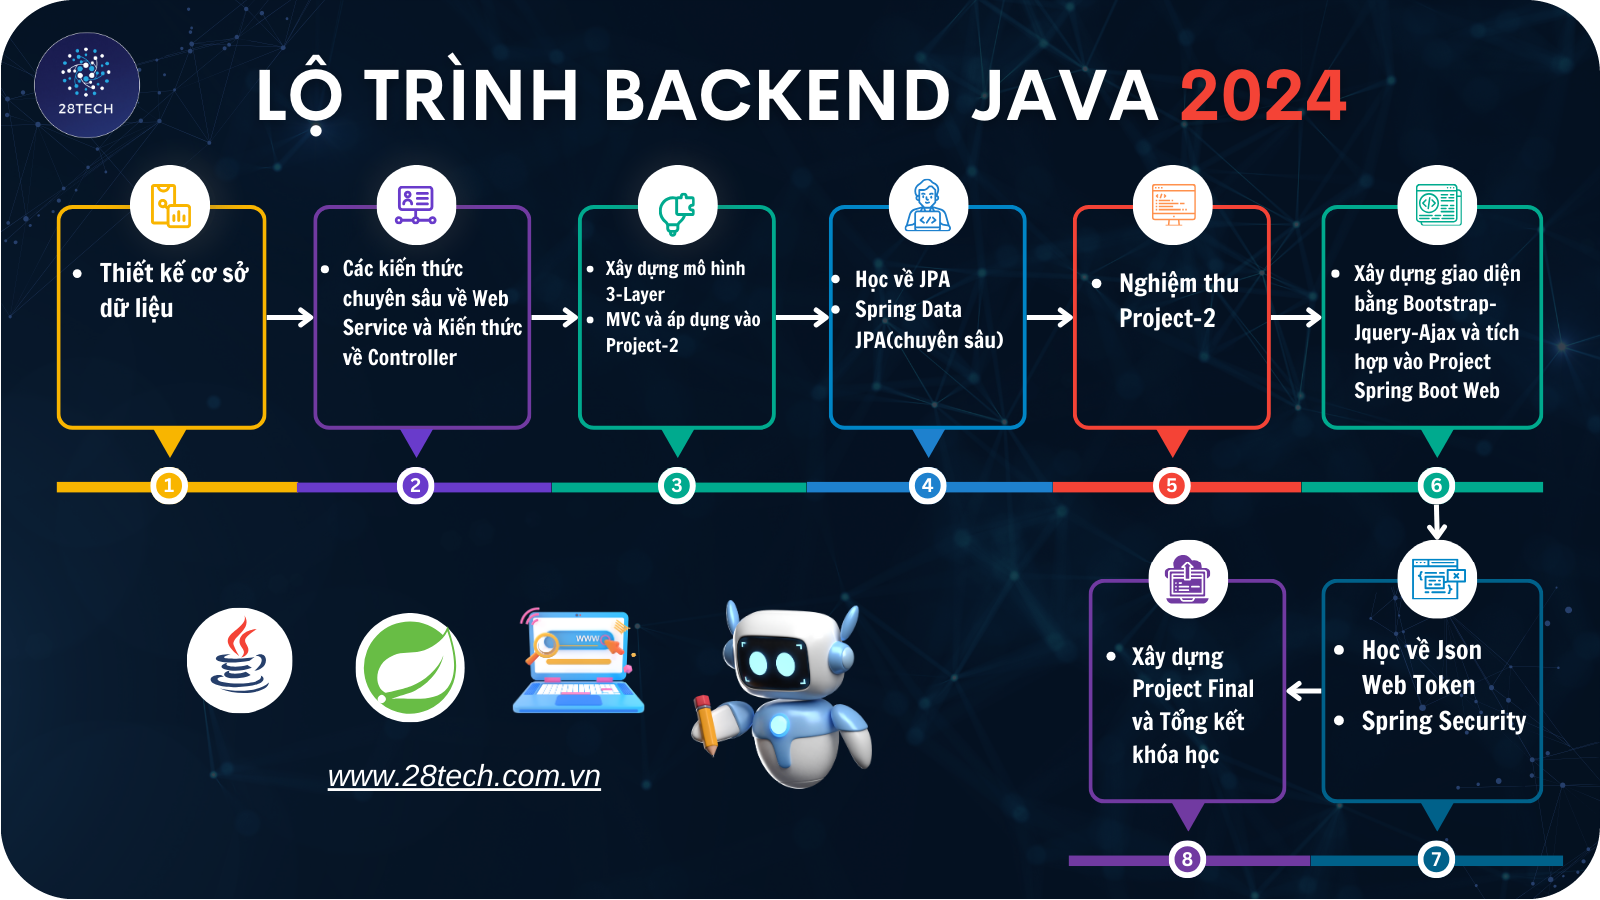 28TECH
LỘ TRÌNH BACKEND JAVA 2024
• Thiết kế cơ sở
dữ liệu
• Các kiến thức
chuyên sâu về Web
Service và Kiến thức
về Controller
• Xây dựng mô hình
3-Layer
• MVC và áp dụng vào
Project-2
• Học về JPA
• Spring Data
JPA(chuyên sâu)
• Nghiệm thu
Project-2
• Xây dựng giao diện
bằng Bootstrap-
Jquery-Ajax và tích
hợp vào Project
Spring Boot Web
1
2
3
4
5
6
• Học về Json
Web Token
• Spring Security
7
• Xây dựng
Project Final
và Tổng kết
khóa học
8
WWW
www.28tech.com.vn